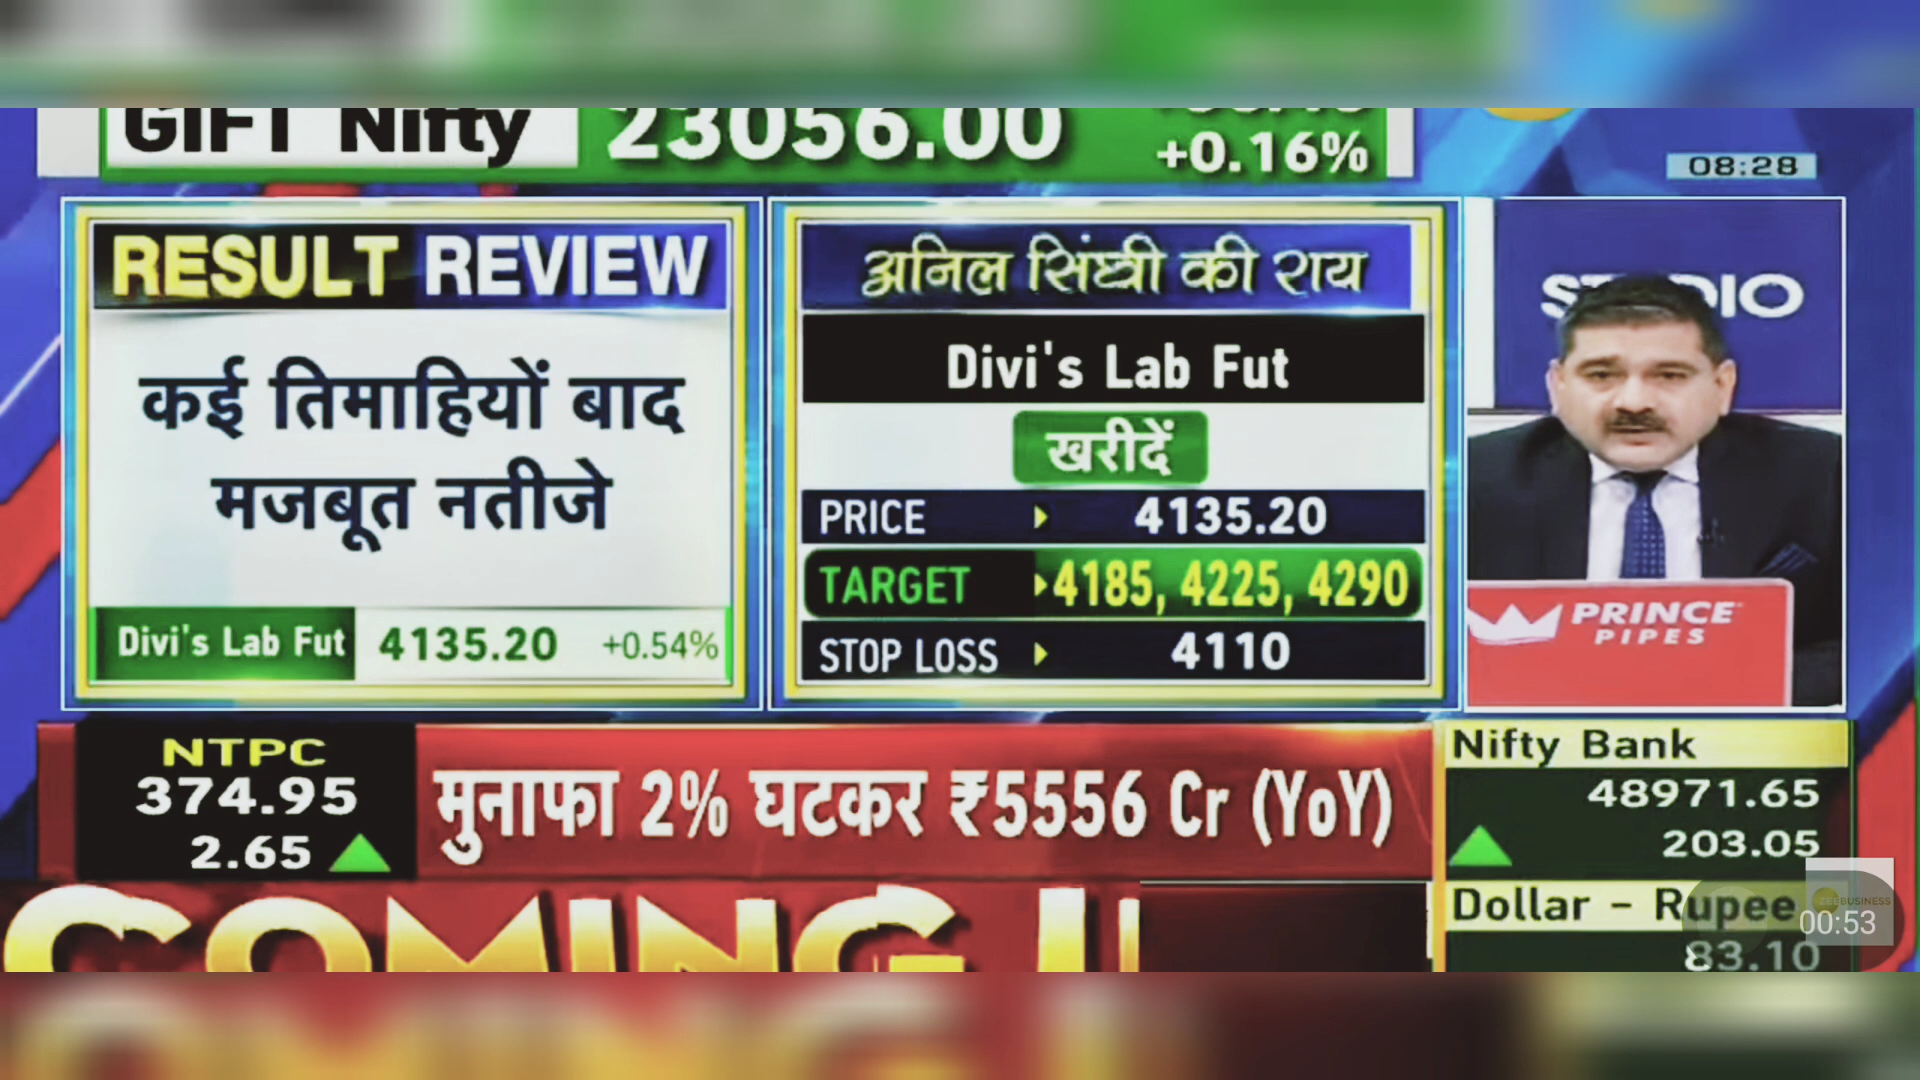 GIFT Nifty
23056.00
+0.16%
08:28
RESULT REVIEW
कई तिमाहियों बाद
मजबूत नतीजे
Divi's Lab Fut 4135.20 +0.54%
अनिल सिंघ्वी की राय
Divi's Lab Fut
खरीदें
PRICE 4135.20
TARGET 4185, 4225, 4290
STOP LOSS 4110
PRINCE
PIPES
NTPC
374.95
2.65
मुनाफा 2% घटकर ₹5556 Cr (YoY)
Nifty Bank
48971.65
203.05
Dollar - Rupee
83.10
ZEEBUSINESS
00:53
COMING